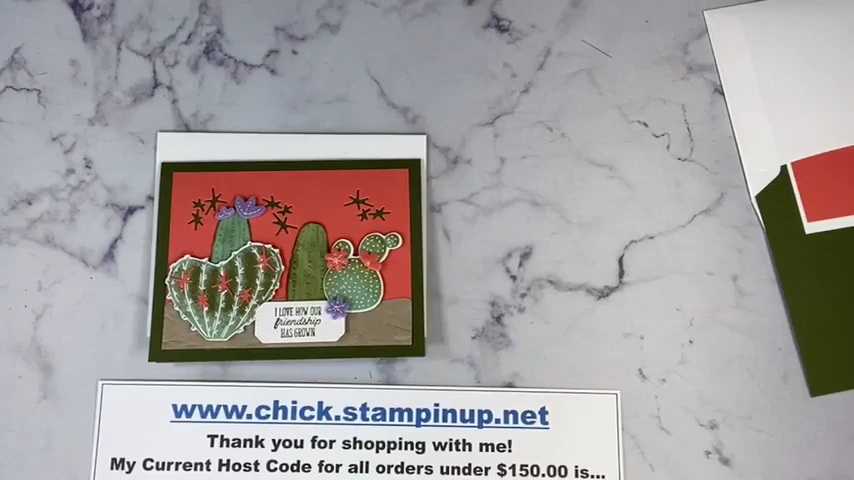 I LOVE HOW OUR
friendship
HAS GROWN
www.chick.stampinup.net
Thank you for shopping with me!
My Current Host Code for all orders under $150.00 is...